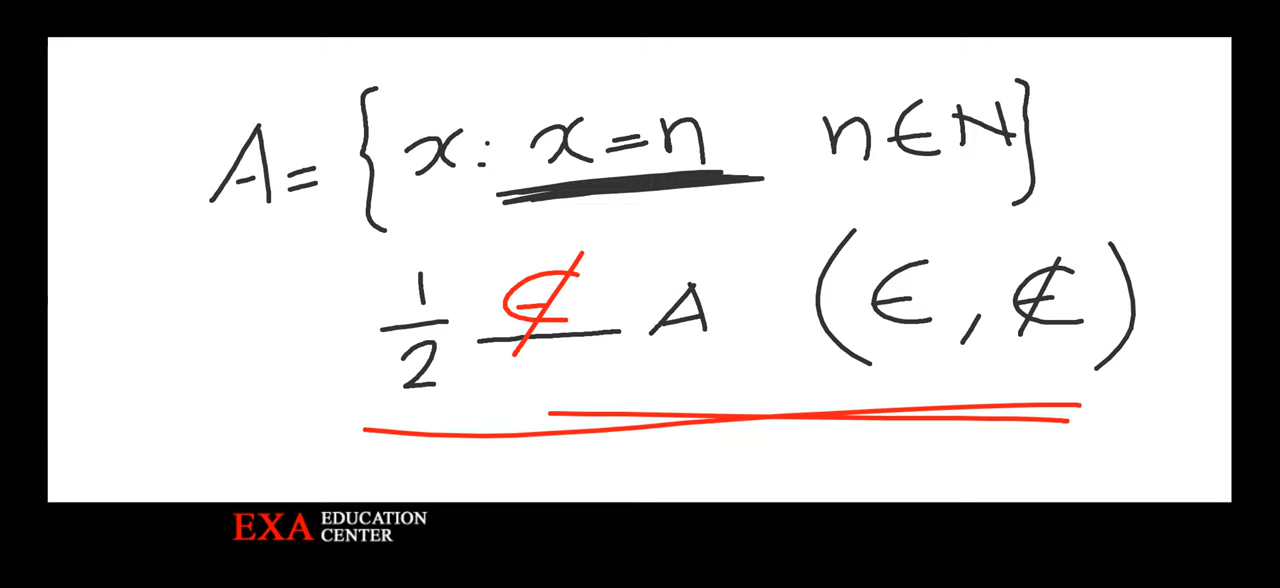 A = { x : x = n n ∈ N }
1/2 ∉ A ( ∈ , ∉ )
EXA EDUCATION
CENTER